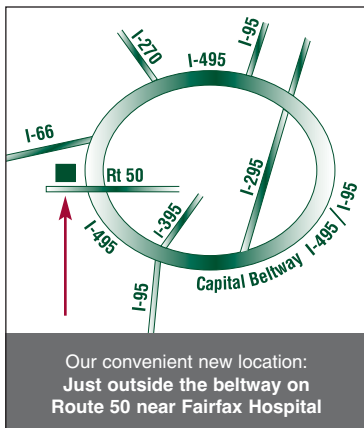 I-270
I-495
I-95
I-66
Rt 50
I-295
I-395
I-495
I-95
Capital Beltway I-495 / I-95
Our convenient new location:
Just outside the beltway on
Route 50 near Fairfax Hospital